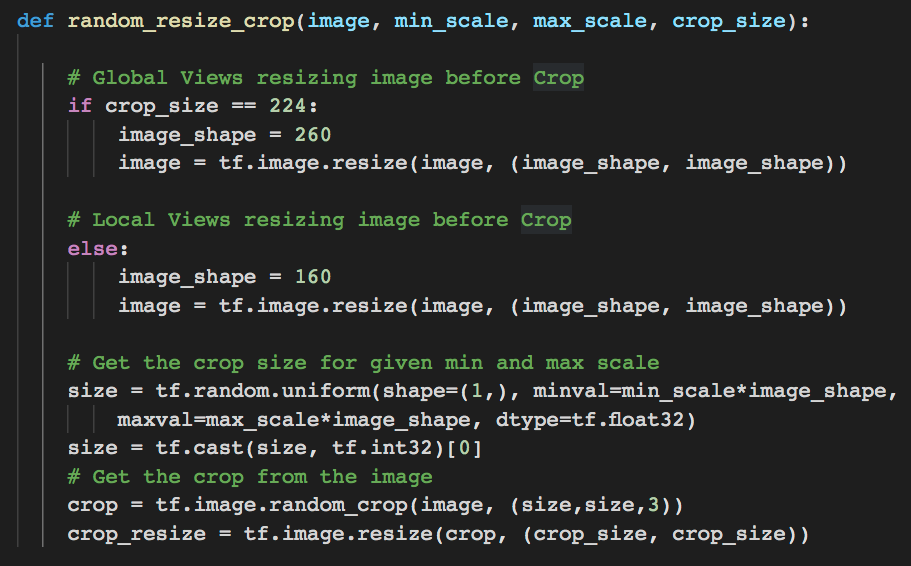 def random_resize_crop(image, min_scale, max_scale, crop_size):
# Global Views resizing image before Crop
if crop_size == 224:
image_shape = 260
image = tf.image.resize(image, (image_shape, image_shape))
# Local Views resizing image before Crop
else:
image_shape = 160
image = tf.image.resize(image, (image_shape, image_shape))
# Get the crop size for given min and max scale
size = tf.random.uniform(shape=(1,), minval=min_scale*image_shape,
maxval=max_scale*image_shape, dtype=tf.float32)
size = tf.cast(size, tf.int32)[0]
# Get the crop from the image
crop = tf.image.random_crop(image, (size,size,3))
crop_resize = tf.image.resize(crop, (crop_size, crop_size))